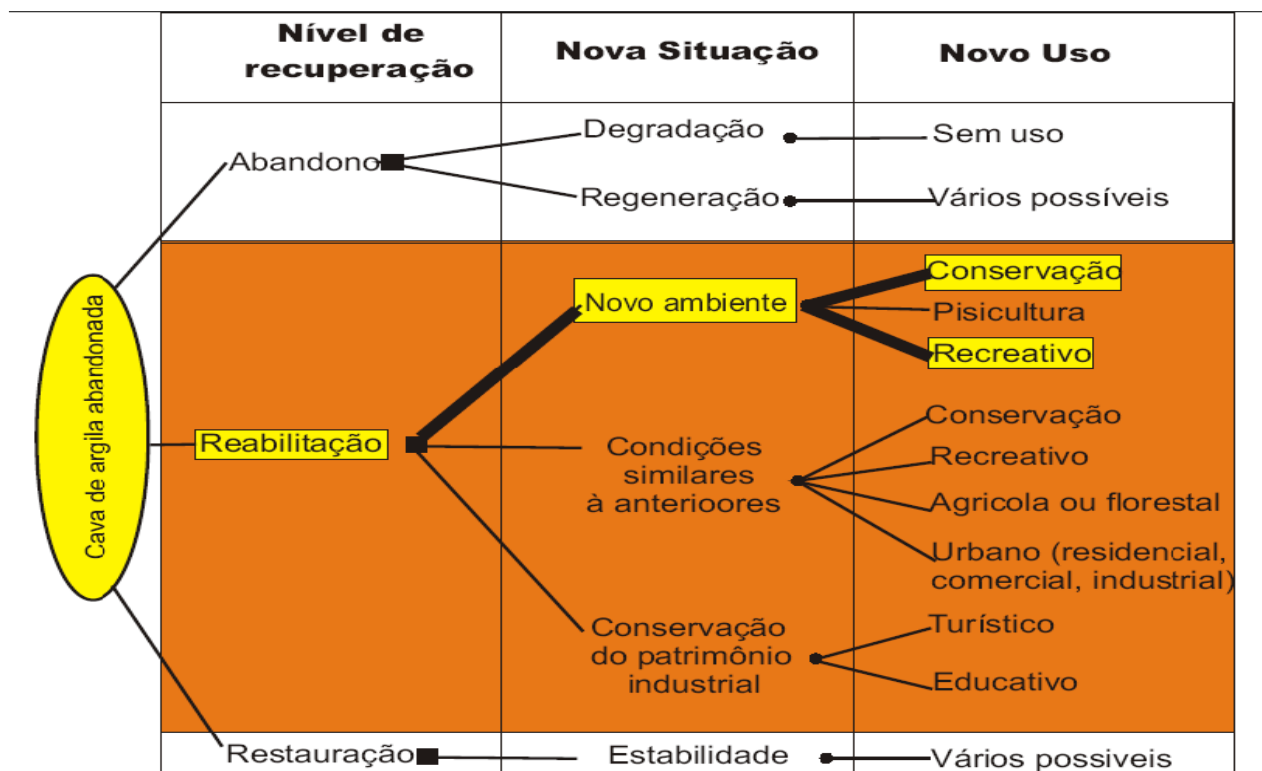 Nível de
recuperação
Nova Situação
Novo Uso
Cava de argila abandonada
Abandono
Degradação
Sem uso
Regeneração
Vários possíveis
Reabilitação
Novo ambiente
Conservação
Pisicultura
Recreativo
Condições
similares
à anterioores
Conservação
Recreativo
Agricola ou florestal
Urbano (residencial,
comercial, industrial)
Conservação
do patrimônio
industrial
Turístico
Educativo
Restauração
Estabilidade
Vários possiveis